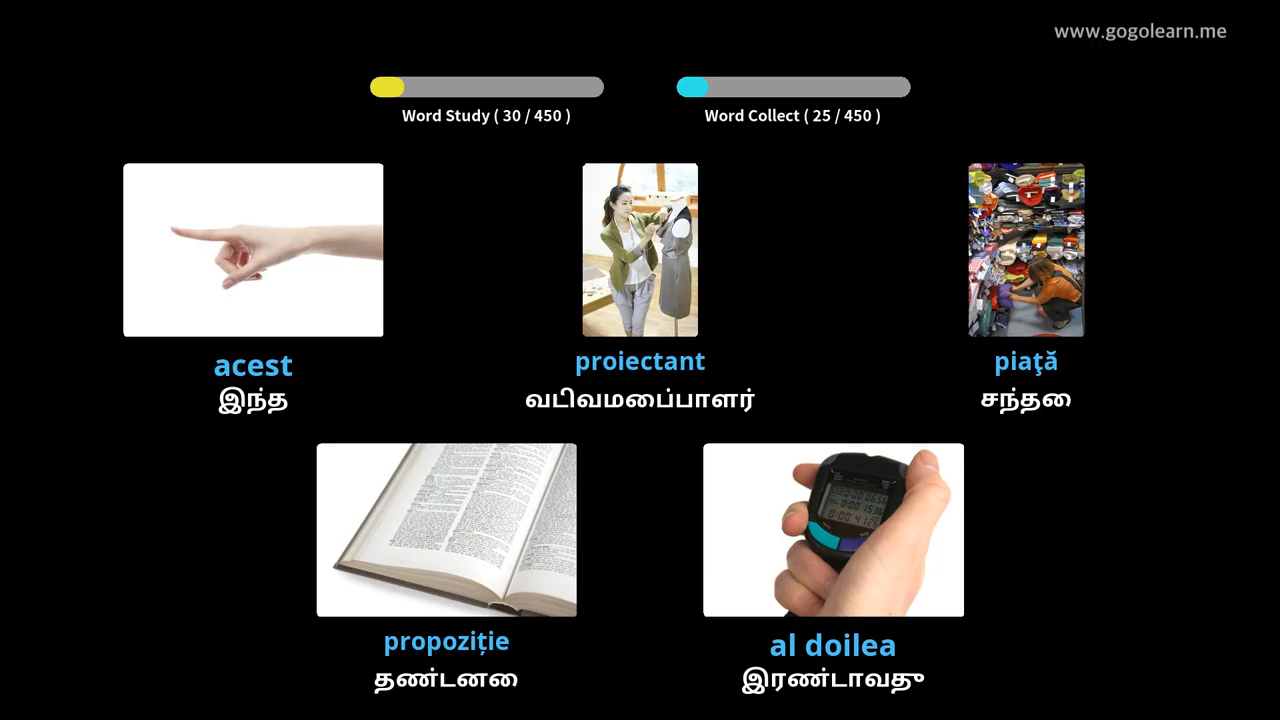 www.gogolearn.me
Word Study ( 30 / 450 )
Word Collect ( 25 / 450 )
acest
இந்த
proiectant
வடிவமைப்பாளர்
piaţă
சந்தை
propoziție
தண்டனை
al doilea
இரண்டாவது